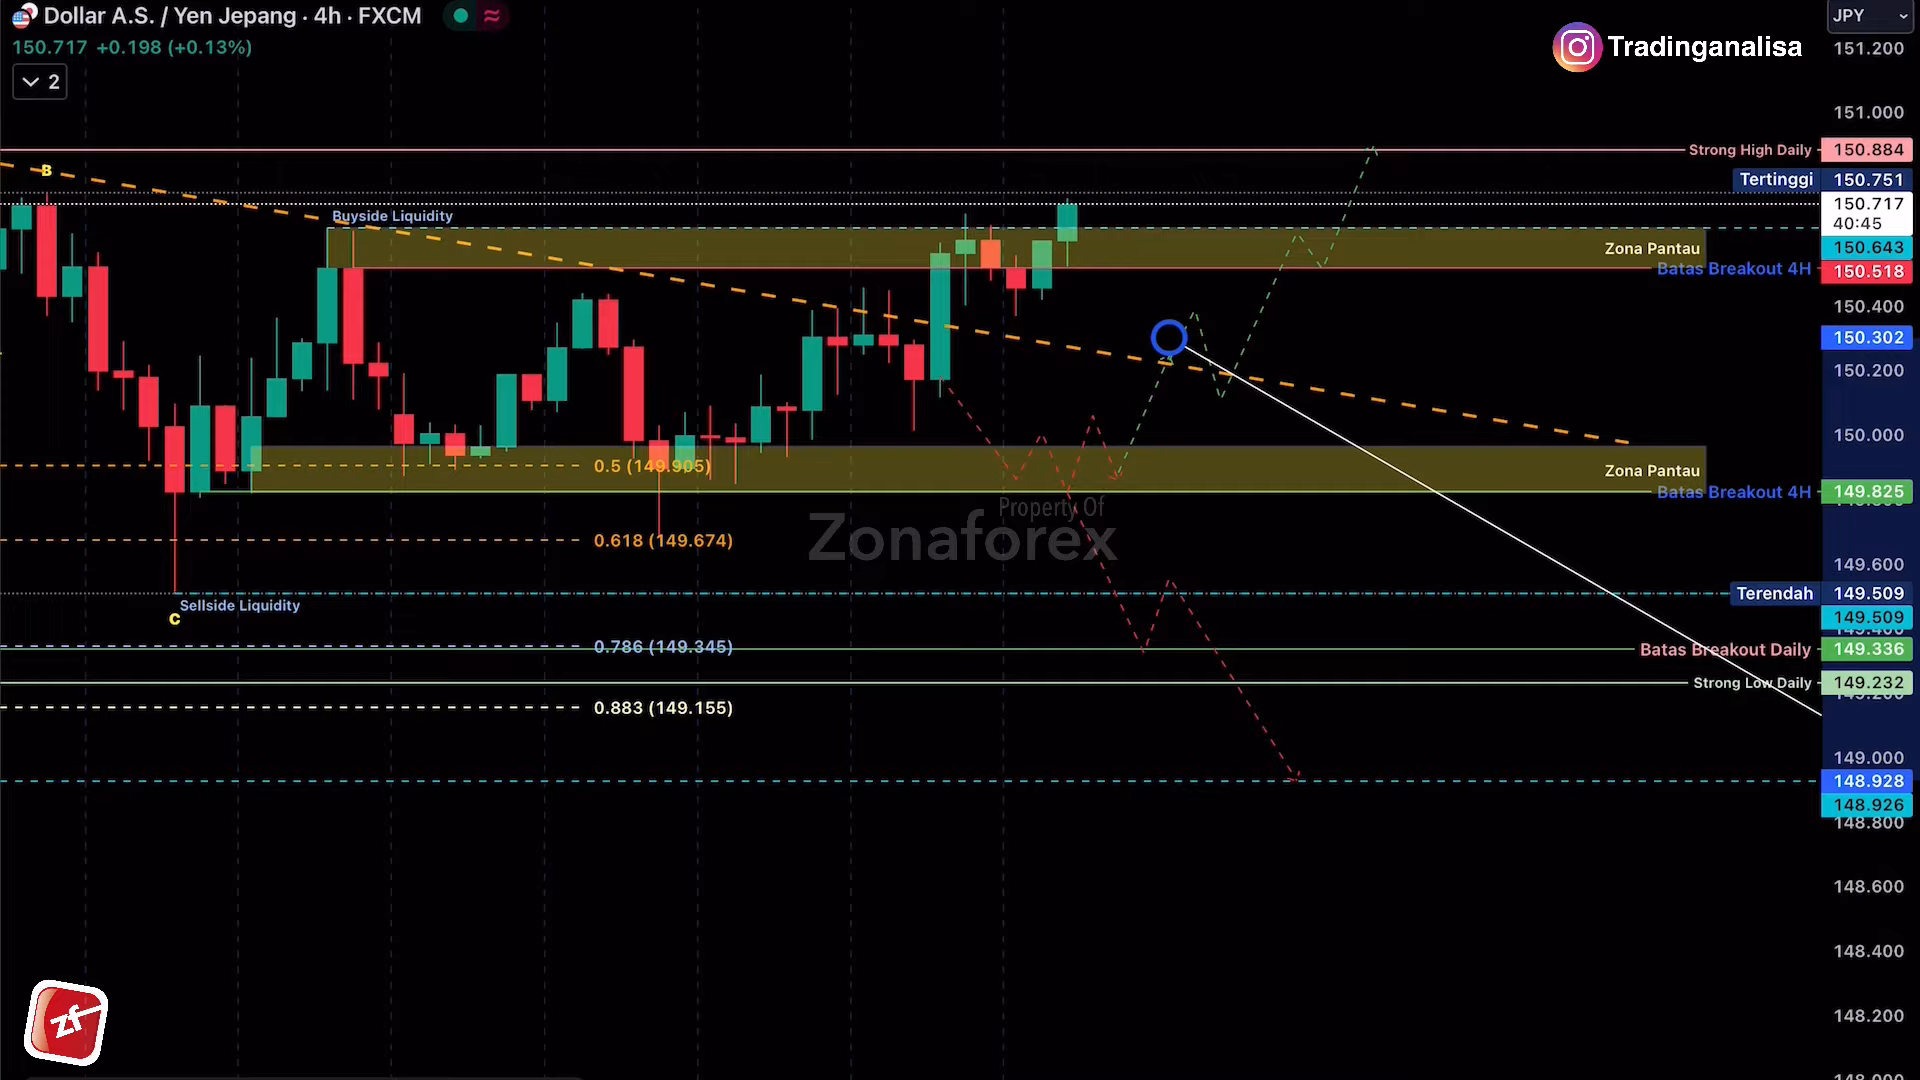 Dollar A.S. / Yen Jepang · 4h · FXCM
150.717 +0.198 (+0.13%)
2
JPY
Tradinganalisa
151.200
151.000
Strong High Daily 150.884
B
Tertinggi 150.751
150.717
40:45
Buyside Liquidity
Zona Pantau 150.643
Batas Breakout 4H 150.518
150.400
150.302
150.200
150.000
0.5 (149.905)
Zona Pantau
Batas Breakout 4H 149.825
Property Of
Zonaforex
0.618 (149.674)
149.600
Terendah 149.509
Sellside Liquidity
C
149.509
0.786 (149.345)
Batas Breakout Daily 149.336
Strong Low Daily 149.232
0.883 (149.155)
149.000
148.928
148.926
148.800
148.600
148.400
148.200
zf